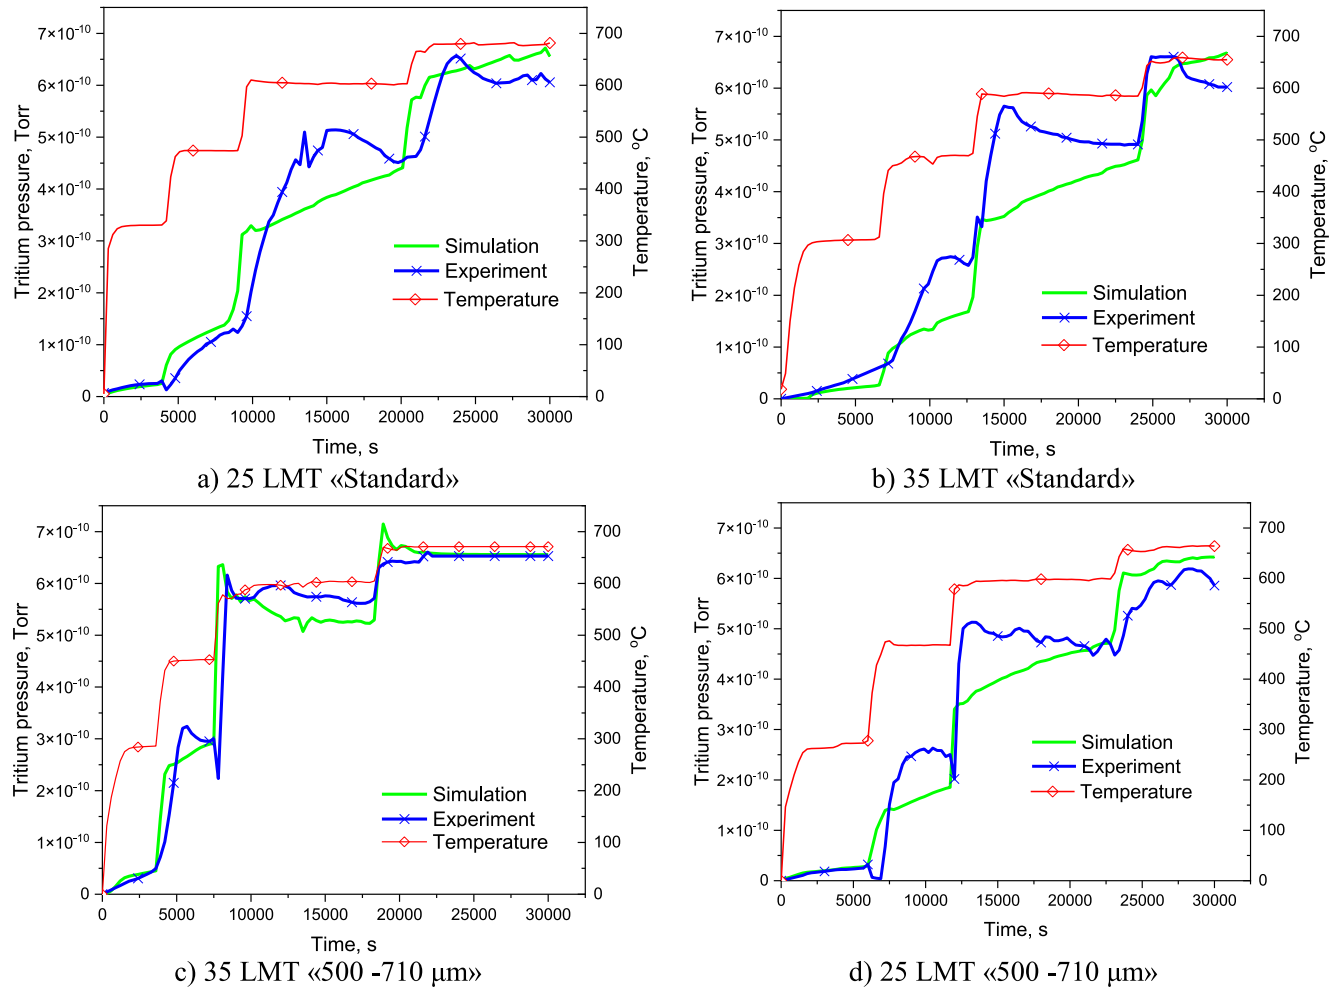 7×10⁻¹⁰
6×10⁻¹⁰
5×10⁻¹⁰
4×10⁻¹⁰
3×10⁻¹⁰
2×10⁻¹⁰
1×10⁻¹⁰
0
Tritium pressure, Torr
700
600
500
400
300
200
100
0
Temperature, ºC
Simulation
Experiment
Temperature
0 5000 10000 15000 20000 25000 30000
Time, s
a) 25 LMT «Standard»
7×10⁻¹⁰
6×10⁻¹⁰
5×10⁻¹⁰
4×10⁻¹⁰
3×10⁻¹⁰
2×10⁻¹⁰
1×10⁻¹⁰
0
Tritium pressure, Torr
700
600
500
400
300
200
100
0
Temperature, ºC
Simulation
Experiment
Temperature
0 5000 10000 15000 20000 25000 30000
Time, s
b) 35 LMT «Standard»
7×10⁻¹⁰
6×10⁻¹⁰
5×10⁻¹⁰
4×10⁻¹⁰
3×10⁻¹⁰
2×10⁻¹⁰
1×10⁻¹⁰
0
Tritium pressure, Torr
700
600
500
400
300
200
100
0
Temperature, ºC
Simulation
Experiment
Temperature
0 5000 10000 15000 20000 25000 30000
Time, s
c) 35 LMT «500 -710 μm»
7×10⁻¹⁰
6×10⁻¹⁰
5×10⁻¹⁰
4×10⁻¹⁰
3×10⁻¹⁰
2×10⁻¹⁰
1×10⁻¹⁰
0
Tritium pressure, Torr
700
600
500
400
300
200
100
0
Temperature, ºC
Simulation
Experiment
Temperature
0 5000 10000 15000 20000 25000 30000
Time, s
d) 25 LMT «500 -710 μm»